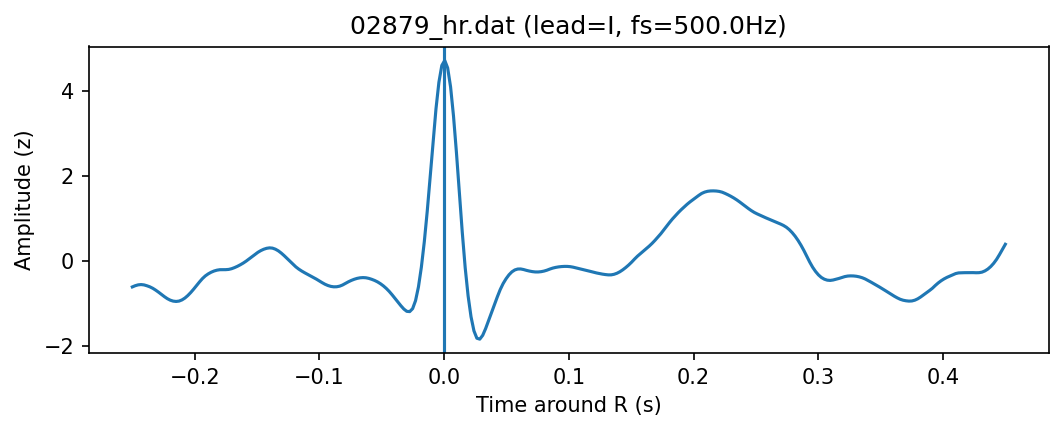 02879_hr.dat (lead=I, fs=500.0Hz)
Amplitude (z)
4
2
0
−2
−0.2 −0.1 0.0 0.1 0.2 0.3 0.4
Time around R (s)